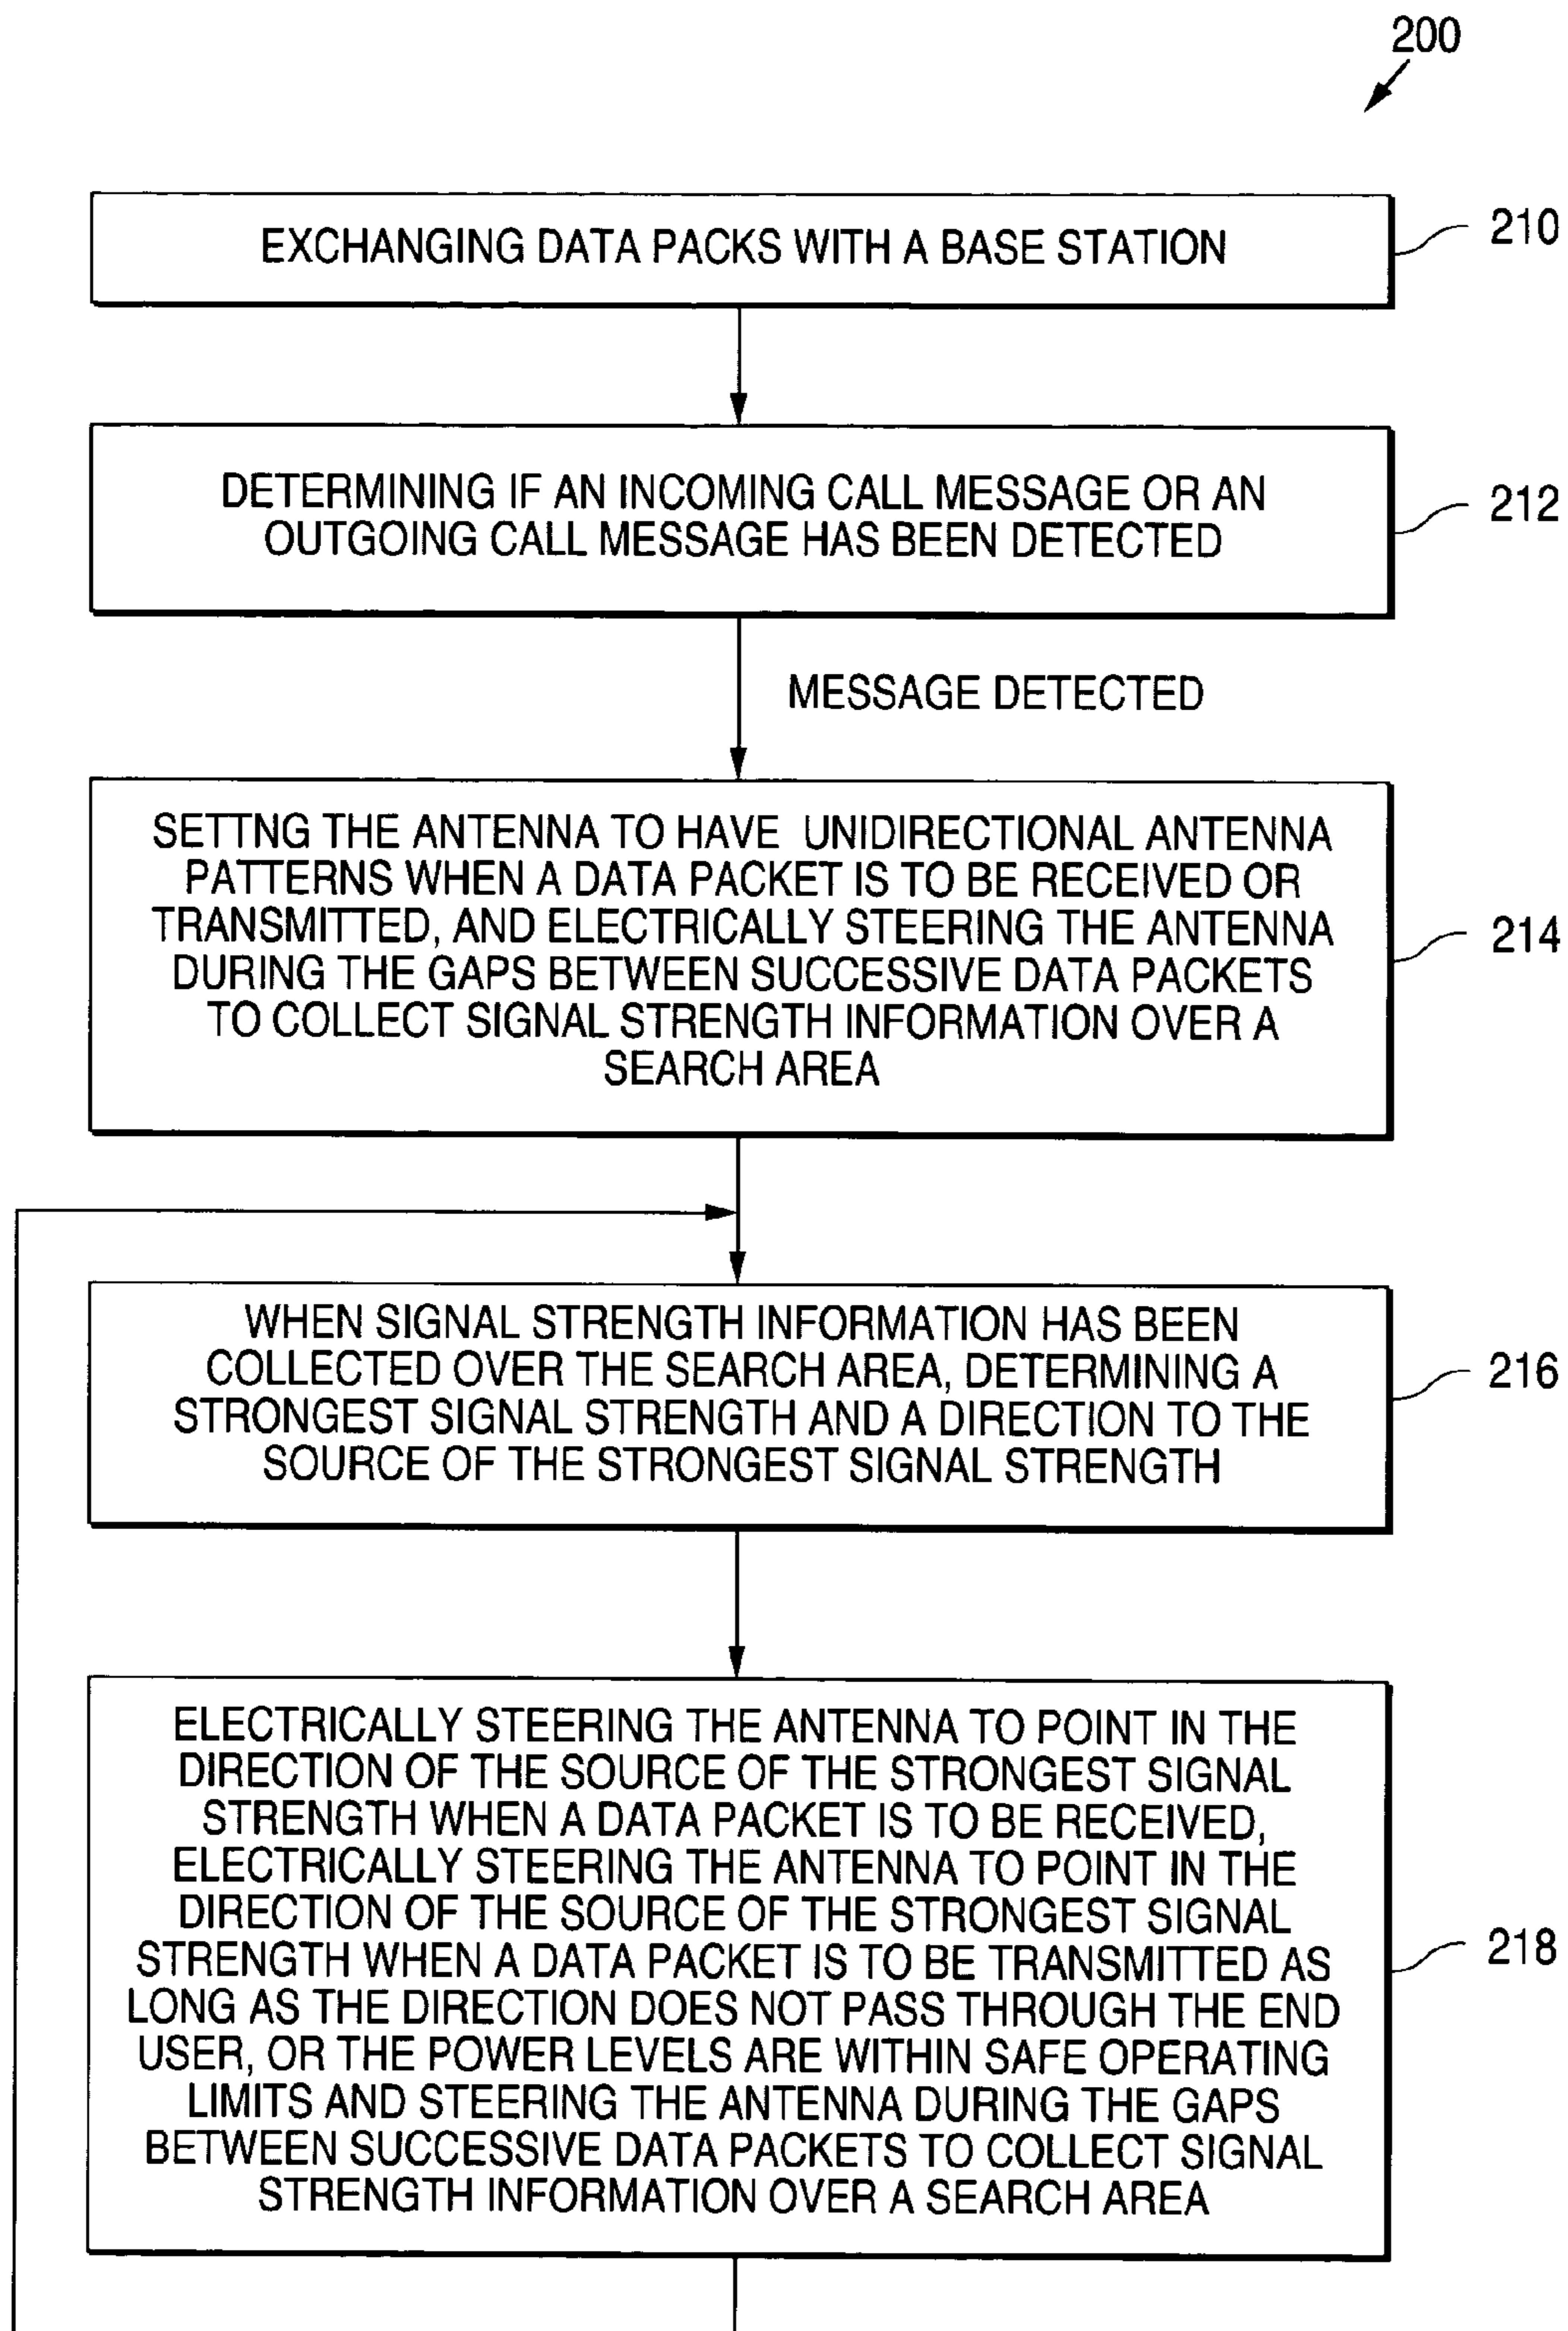 200
EXCHANGING DATA PACKS WITH A BASE STATION
210
DETERMINING IF AN INCOMING CALL MESSAGE OR AN
OUTGOING CALL MESSAGE HAS BEEN DETECTED
212
MESSAGE DETECTED
SETTNG THE ANTENNA TO HAVE UNIDIRECTIONAL ANTENNA
PATTERNS WHEN A DATA PACKET IS TO BE RECEIVED OR
TRANSMITTED, AND ELECTRICALLY STEERING THE ANTENNA
DURING THE GAPS BETWEEN SUCCESSIVE DATA PACKETS
TO COLLECT SIGNAL STRENGTH INFORMATION OVER A
SEARCH AREA
214
WHEN SIGNAL STRENGTH INFORMATION HAS BEEN
COLLECTED OVER THE SEARCH AREA, DETERMINING A
STRONGEST SIGNAL STRENGTH AND A DIRECTION TO THE
SOURCE OF THE STRONGEST SIGNAL STRENGTH
216
ELECTRICALLY STEERING THE ANTENNA TO POINT IN THE
DIRECTION OF THE SOURCE OF THE STRONGEST SIGNAL
STRENGTH WHEN A DATA PACKET IS TO BE RECEIVED,
ELECTRICALLY STEERING THE ANTENNA TO POINT IN THE
DIRECTION OF THE SOURCE OF THE STRONGEST SIGNAL
STRENGTH WHEN A DATA PACKET IS TO BE TRANSMITTED AS
LONG AS THE DIRECTION DOES NOT PASS THROUGH THE END
USER, OR THE POWER LEVELS ARE WITHIN SAFE OPERATING
LIMITS AND STEERING THE ANTENNA DURING THE GAPS
BETWEEN SUCCESSIVE DATA PACKETS TO COLLECT SIGNAL
STRENGTH INFORMATION OVER A SEARCH AREA
218